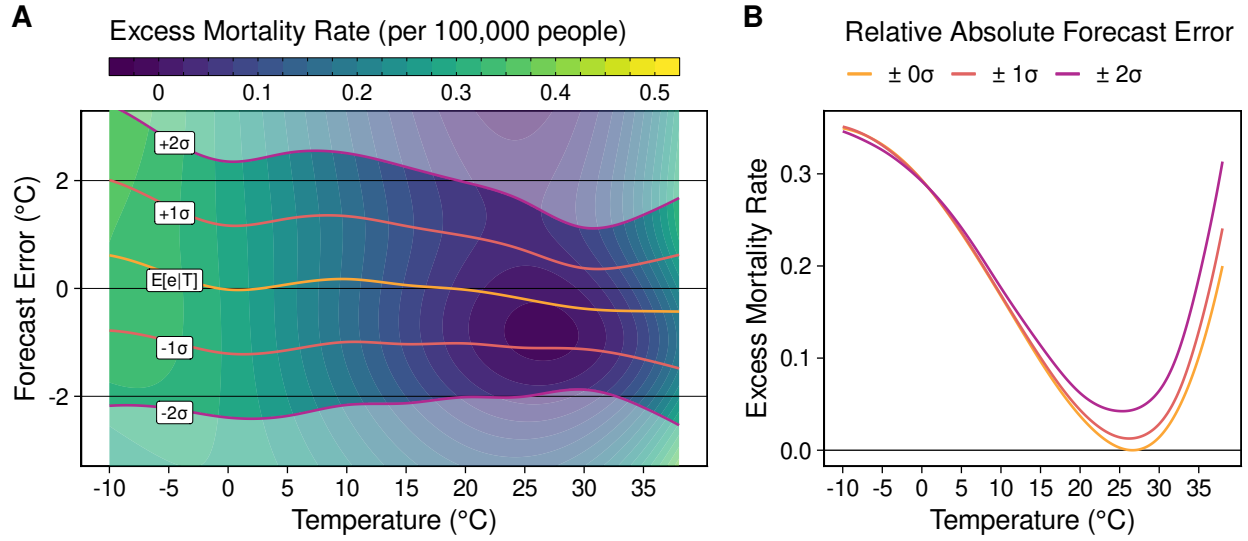 A
Excess Mortality Rate (per 100,000 people)
0 0.1 0.2 0.3 0.4 0.5
Forecast Error (°C)
2
0
-2
+2σ
+1σ
E[e|T]
-1σ
-2σ
-10 -5 0 5 10 15 20 25 30 35
Temperature (°C)
B
Relative Absolute Forecast Error
± 0σ ± 1σ ± 2σ
Excess Mortality Rate
0.3
0.2
0.1
0.0
-10 -5 0 5 10 15 20 25 30 35
Temperature (°C)